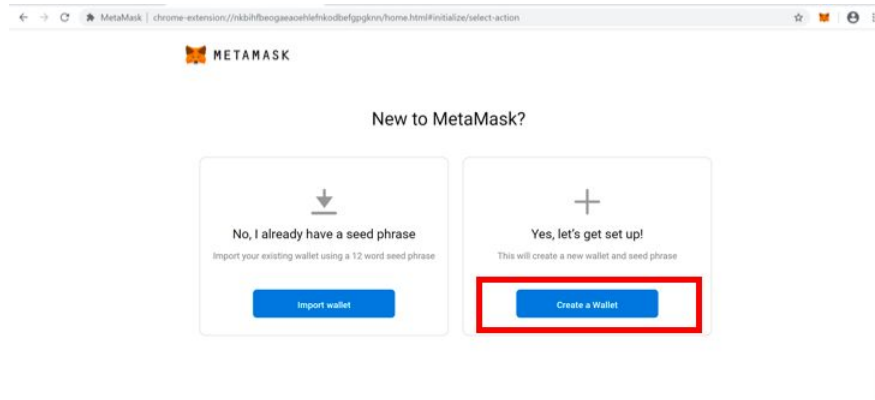 MetaMask | chrome-extension://nkbihfbeogaeaoehlefnkodbefgpgknn/home.html#initialize/select-action
METAMASK
New to MetaMask?
No, I already have a seed phrase
Import your existing wallet using a 12 word seed phrase
Import wallet
Yes, let's get set up!
This will create a new wallet and seed phrase
Create a Wallet